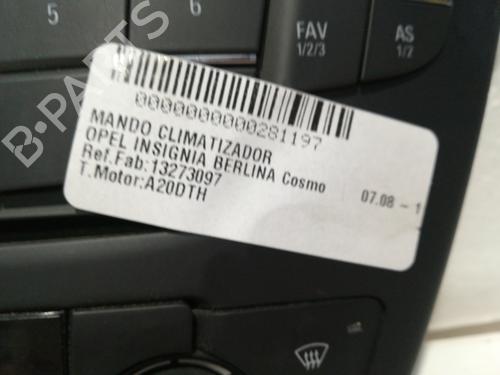 5
6
FAV
1/2/3
AS
1/2
0000000000281197
MANDO CLIMATIZADOR
OPEL INSIGNIA BERLINA Cosmo
07.08 - 1
Ref.Fab:13273097
T.Motor:A20DTH
B-PARTS